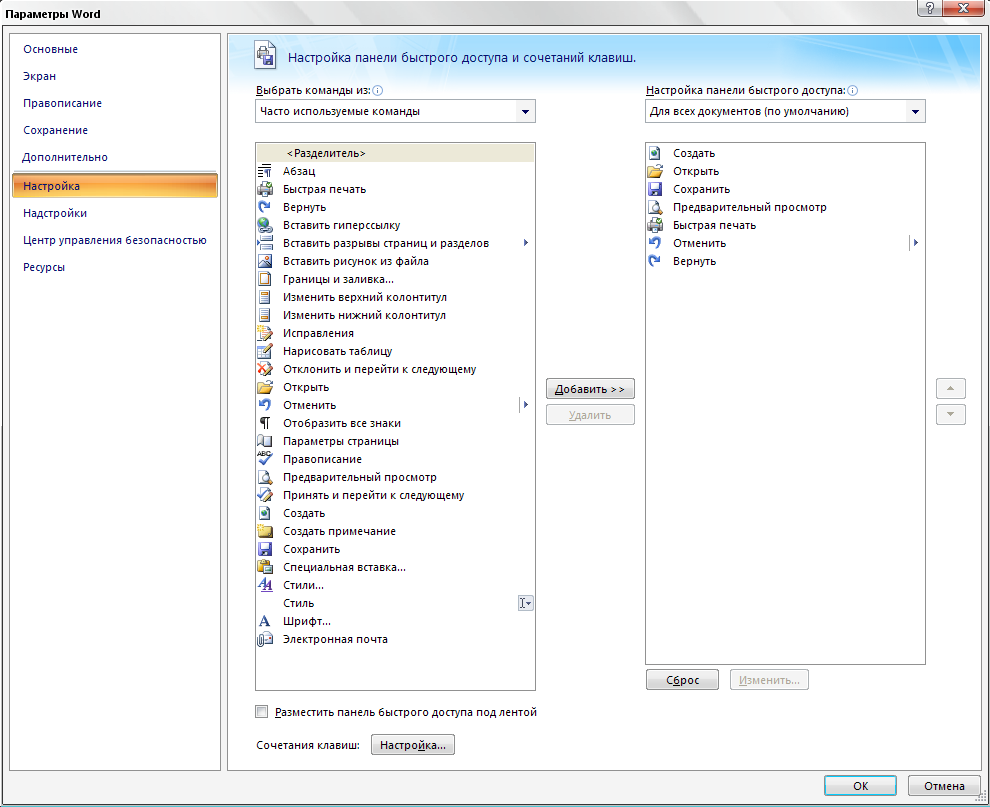 Параметры Word
Основные
Экран
Правописание
Сохранение
Дополнительно
Настройка
Надстройки
Центр управления безопасностью
Ресурсы
Настройка панели быстрого доступа и сочетаний клавиш.
Выбрать команды из:
Часто используемые команды
<Разделитель>
Абзац
Быстрая печать
Вернуть
Вставить гиперссылку
Вставить разрывы страниц и разделов
Вставить рисунок из файла
Границы и заливка...
Изменить верхний колонтитул
Изменить нижний колонтитул
Исправления
Нарисовать таблицу
Отклонить и перейти к следующему
Открыть
Отменить
Отобразить все знаки
Параметры страницы
Правописание
Предварительный просмотр
Принять и перейти к следующему
Создать
Создать примечание
Сохранить
Специальная вставка...
Стили...
Стиль
Шрифт...
Электронная почта
Добавить >>
Удалить
Настройка панели быстрого доступа:
Для всех документов (по умолчанию)
Создать
Открыть
Сохранить
Предварительный просмотр
Быстрая печать
Отменить
Вернуть
Сброс
Изменить...
Разместить панель быстрого доступа под лентой
Сочетания клавиш:
Настройка...
ОК
Отмена